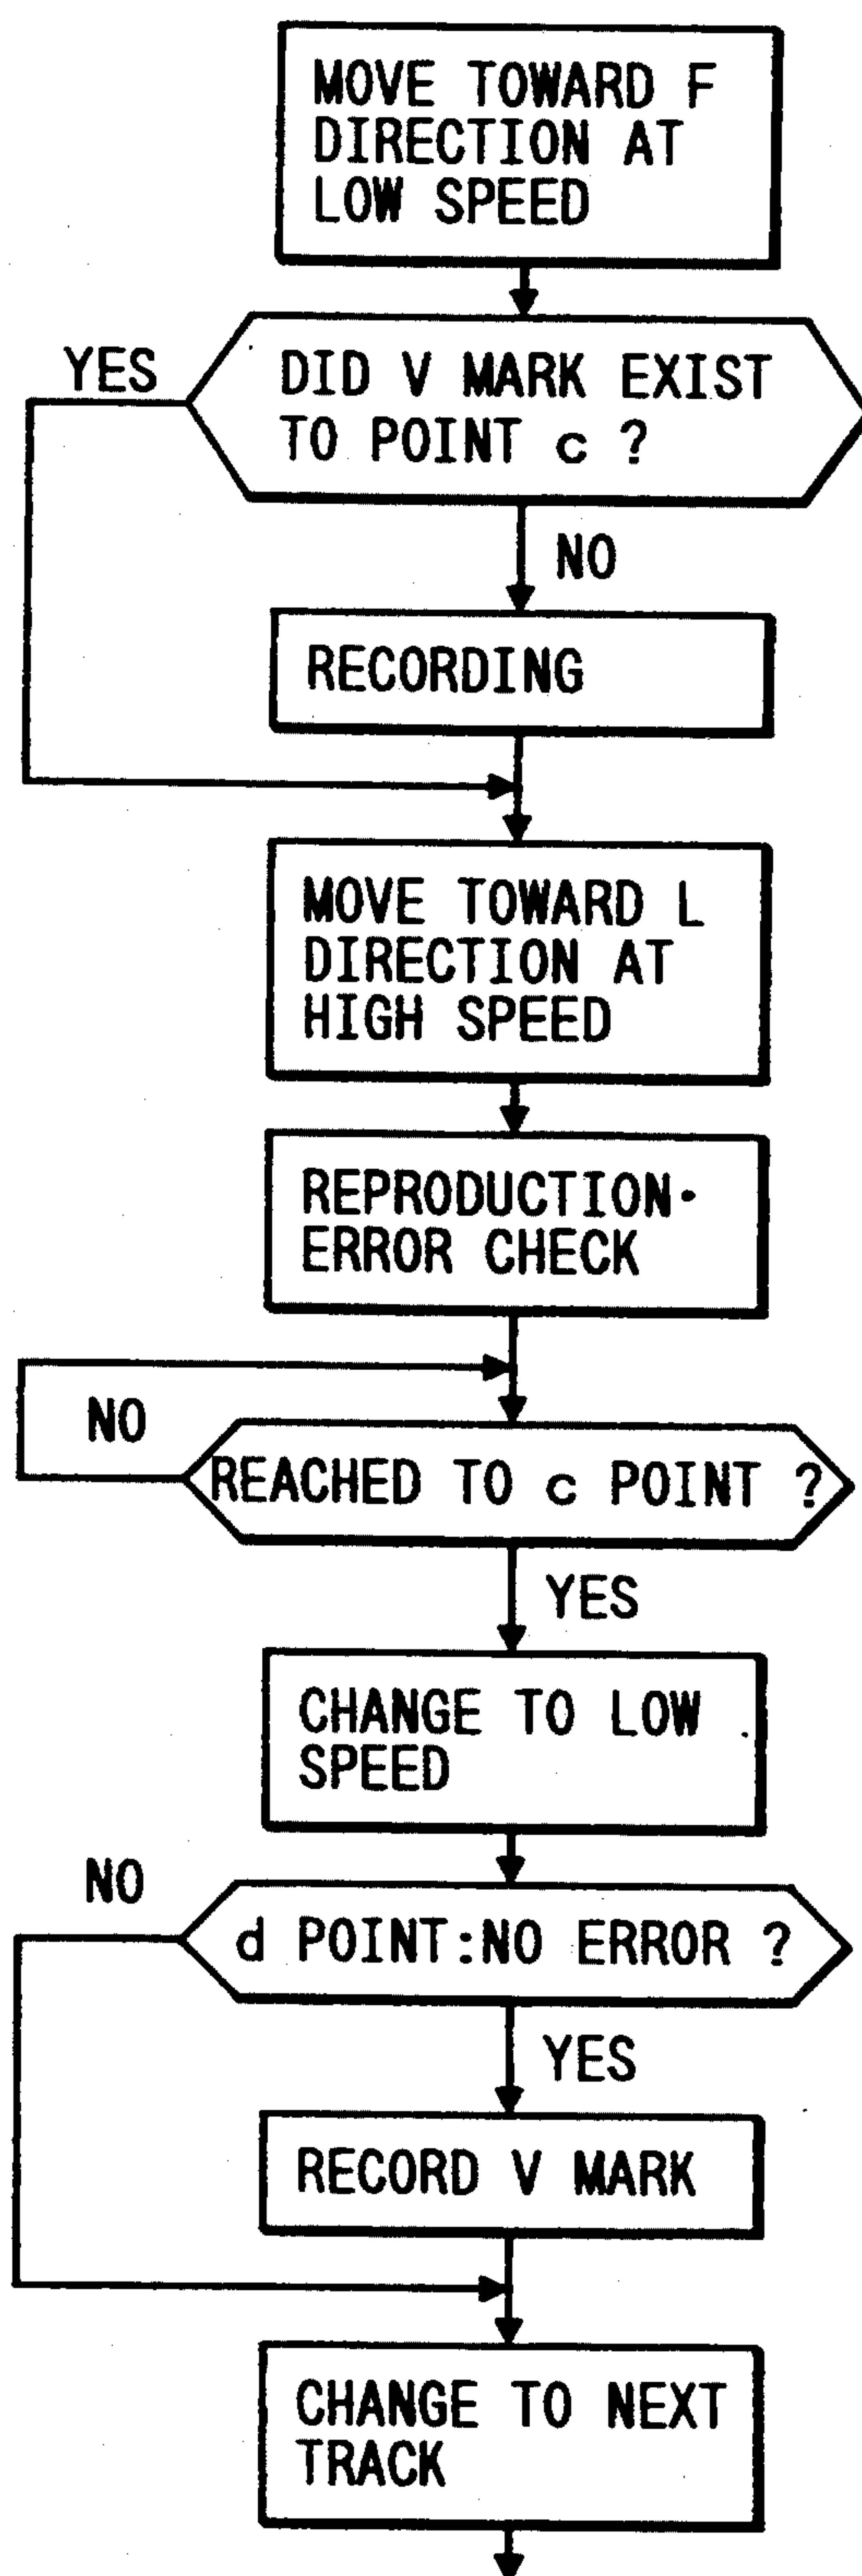 MOVE TOWARD F
DIRECTION AT
LOW SPEED
YES
DID V MARK EXIST
TO POINT c ?
NO
RECORDING
MOVE TOWARD L
DIRECTION AT
HIGH SPEED
REPRODUCTION·
ERROR CHECK
NO
REACHED TO c POINT ?
YES
CHANGE TO LOW
SPEED
NO
d POINT:NO ERROR ?
YES
RECORD V MARK
CHANGE TO NEXT
TRACK